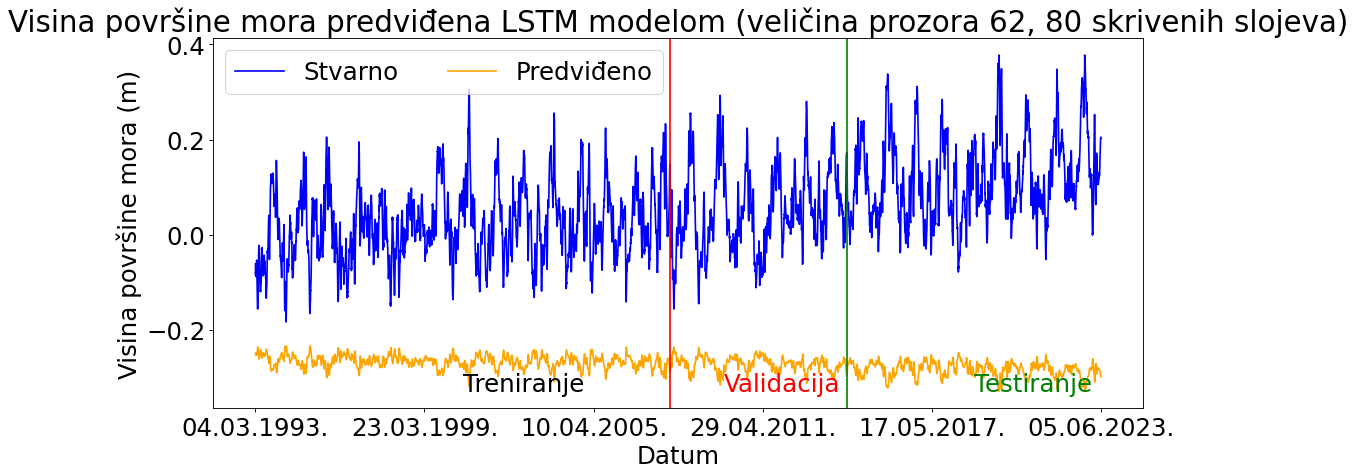 Visina površine mora predviđena LSTM modelom (veličina prozora 62, 80 skrivenih slojeva)
Stvarno Predviđeno
Visina površine mora (m)
0.4
0.2
0.0
−0.2
Treniranje Validacija Testiranje
04.03.1993. 23.03.1999. 10.04.2005. 29.04.2011. 17.05.2017. 05.06.2023.
Datum